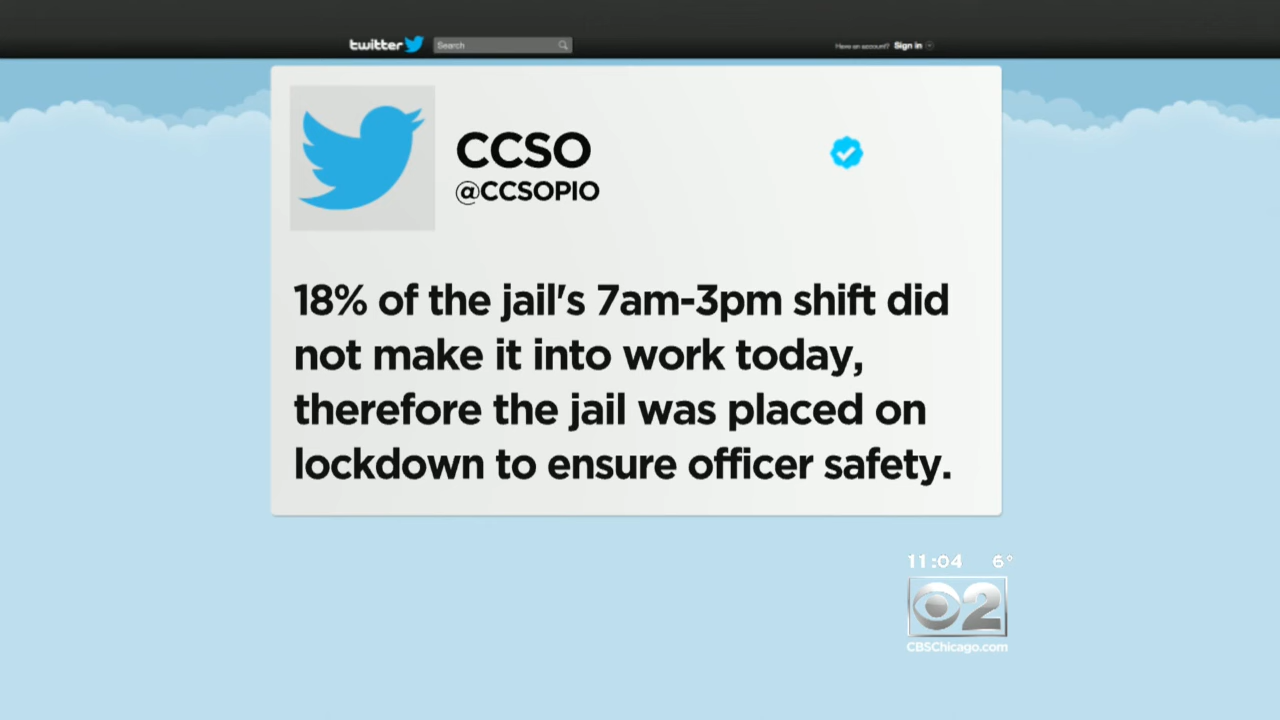 twitter Search Have an account? Sign in
CCSO
@CCSOPIO
18% of the jail's 7am-3pm shift did
not make it into work today,
therefore the jail was placed on
lockdown to ensure officer safety.
11:04 6°
2
CBSChicago.com